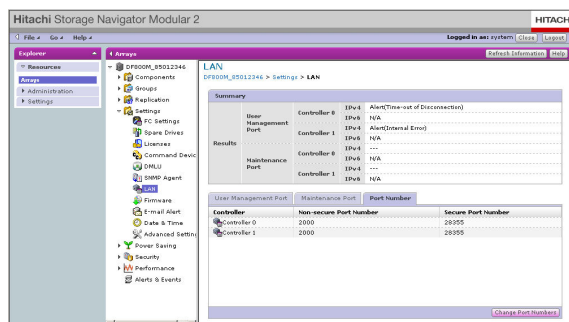 Hitachi Storage Navigator Modular 2
HITACHI
File Go Help
Logged in as: system Close Logout
Explorer
Arrays
Refresh Information Help
Resources
Arrays
Administration
Settings
DF800M_85012346
Components
Groups
Replication
Settings
FC Settings
Spare Drives
Licenses
Command Devic
DMLU
SNMP Agent
LAN
Firmware
E-mail Alert
Date & Time
Advanced Setting
Power Saving
Security
Performance
Alerts & Events
LAN
DF800M_85012346 > Settings > LAN
Summary
Results
User Management Port
Controller 0
IPv4 Alert(Time-out of Disconnection)
IPv6 N/A
Controller 1
IPv4 Alert(Internal Error)
IPv6 N/A
Maintenance Port
Controller 0
IPv4 ---
IPv6 N/A
Controller 1
IPv4 ---
IPv6 N/A
User Management Port Maintenance Port Port Number
Controller Non-secure Port Number Secure Port Number
Controller 0 2000 28355
Controller 1 2000 28355
Change Port Numbers